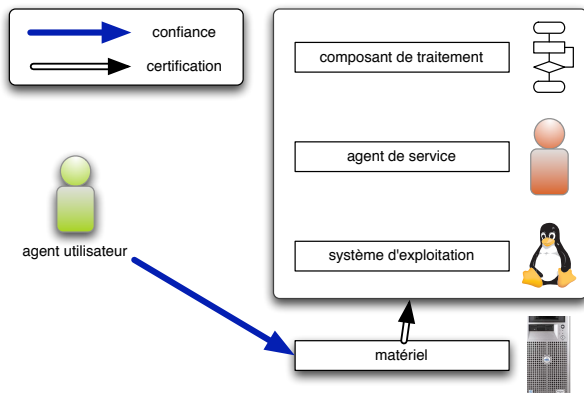 confiance
certification
composant de traitement
agent de service
agent utilisateur
système d'exploitation
matériel